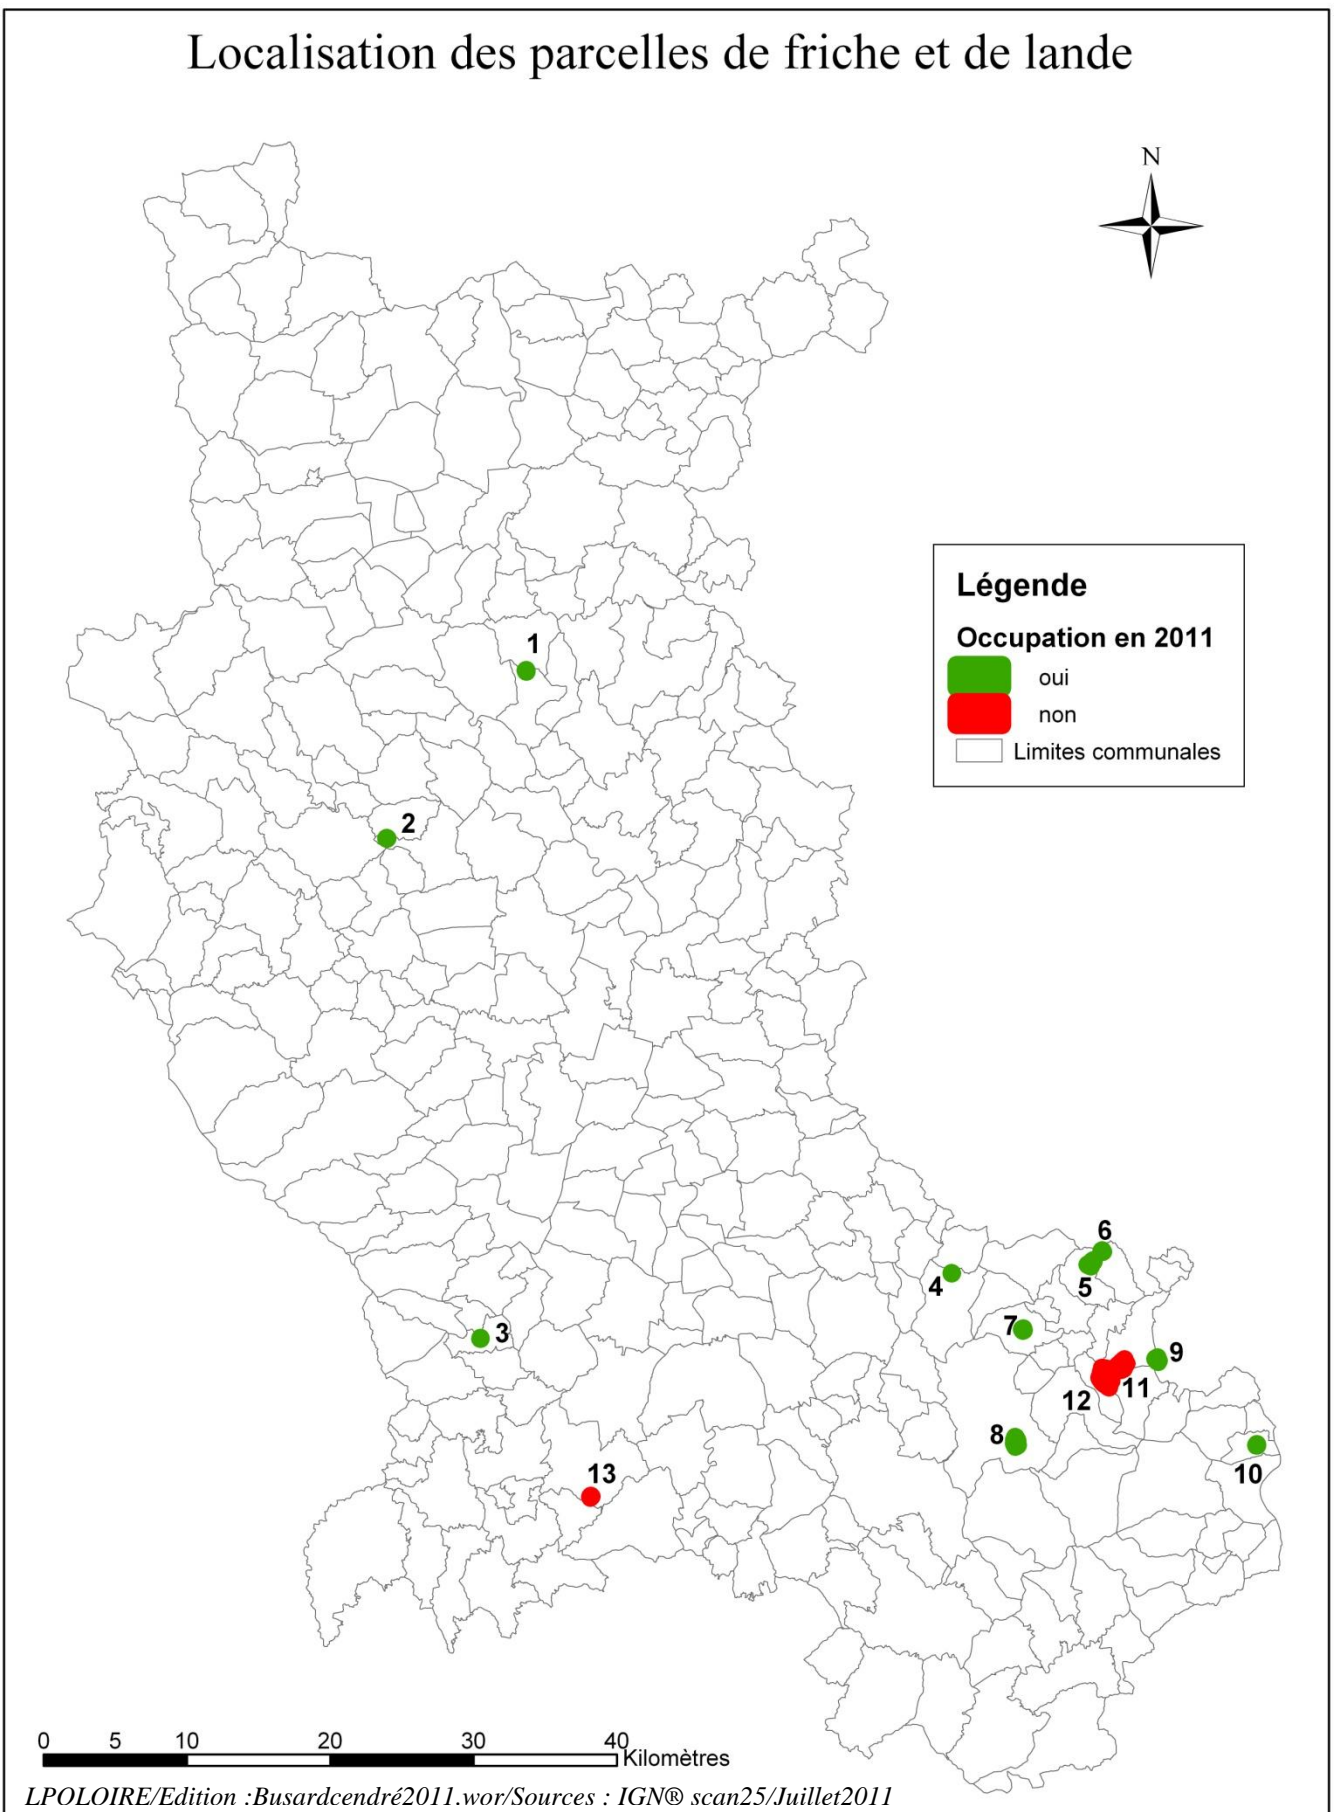 Localisation des parcelles de friche et de lande
N
Légende
Occupation en 2011
oui
non
Limites communales
1
2
3
4
5
6
7
8
9
10
11
12
13
0 5 10 20 30 40
Kilomètres
LPOLOIRE/Edition :Busardcendré2011.wor/Sources : IGN® scan25/Juillet2011